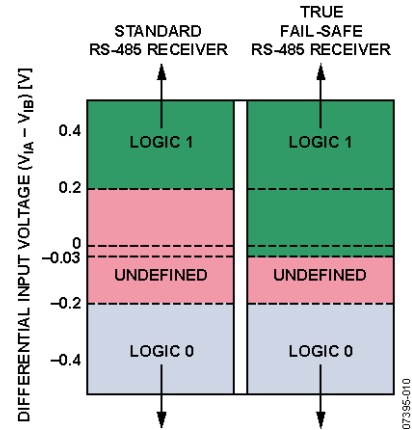 STANDARD
RS-485 RECEIVER
TRUE
FAIL-SAFE
RS-485 RECEIVER
DIFFERENTIAL INPUT VOLTAGE (VIA – VIB) [V]
0.4
0.2
0
–0.03
–0.2
–0.4
LOGIC 1
UNDEFINED
LOGIC 0
LOGIC 1
UNDEFINED
LOGIC 0
07395-010